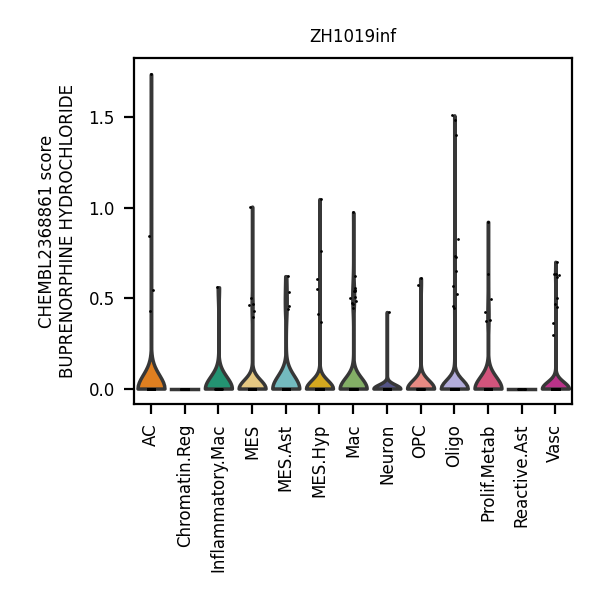 ZH1019inf
CHEMBL2368861 score
BUPRENORPHINE HYDROCHLORIDE
1.5
1.0
0.5
0.0
AC
Chromatin.Reg
Inflammatory.Mac
MES
MES.Ast
MES.Hyp
Mac
Neuron
OPC
Oligo
Prolif.Metab
Reactive.Ast
Vasc